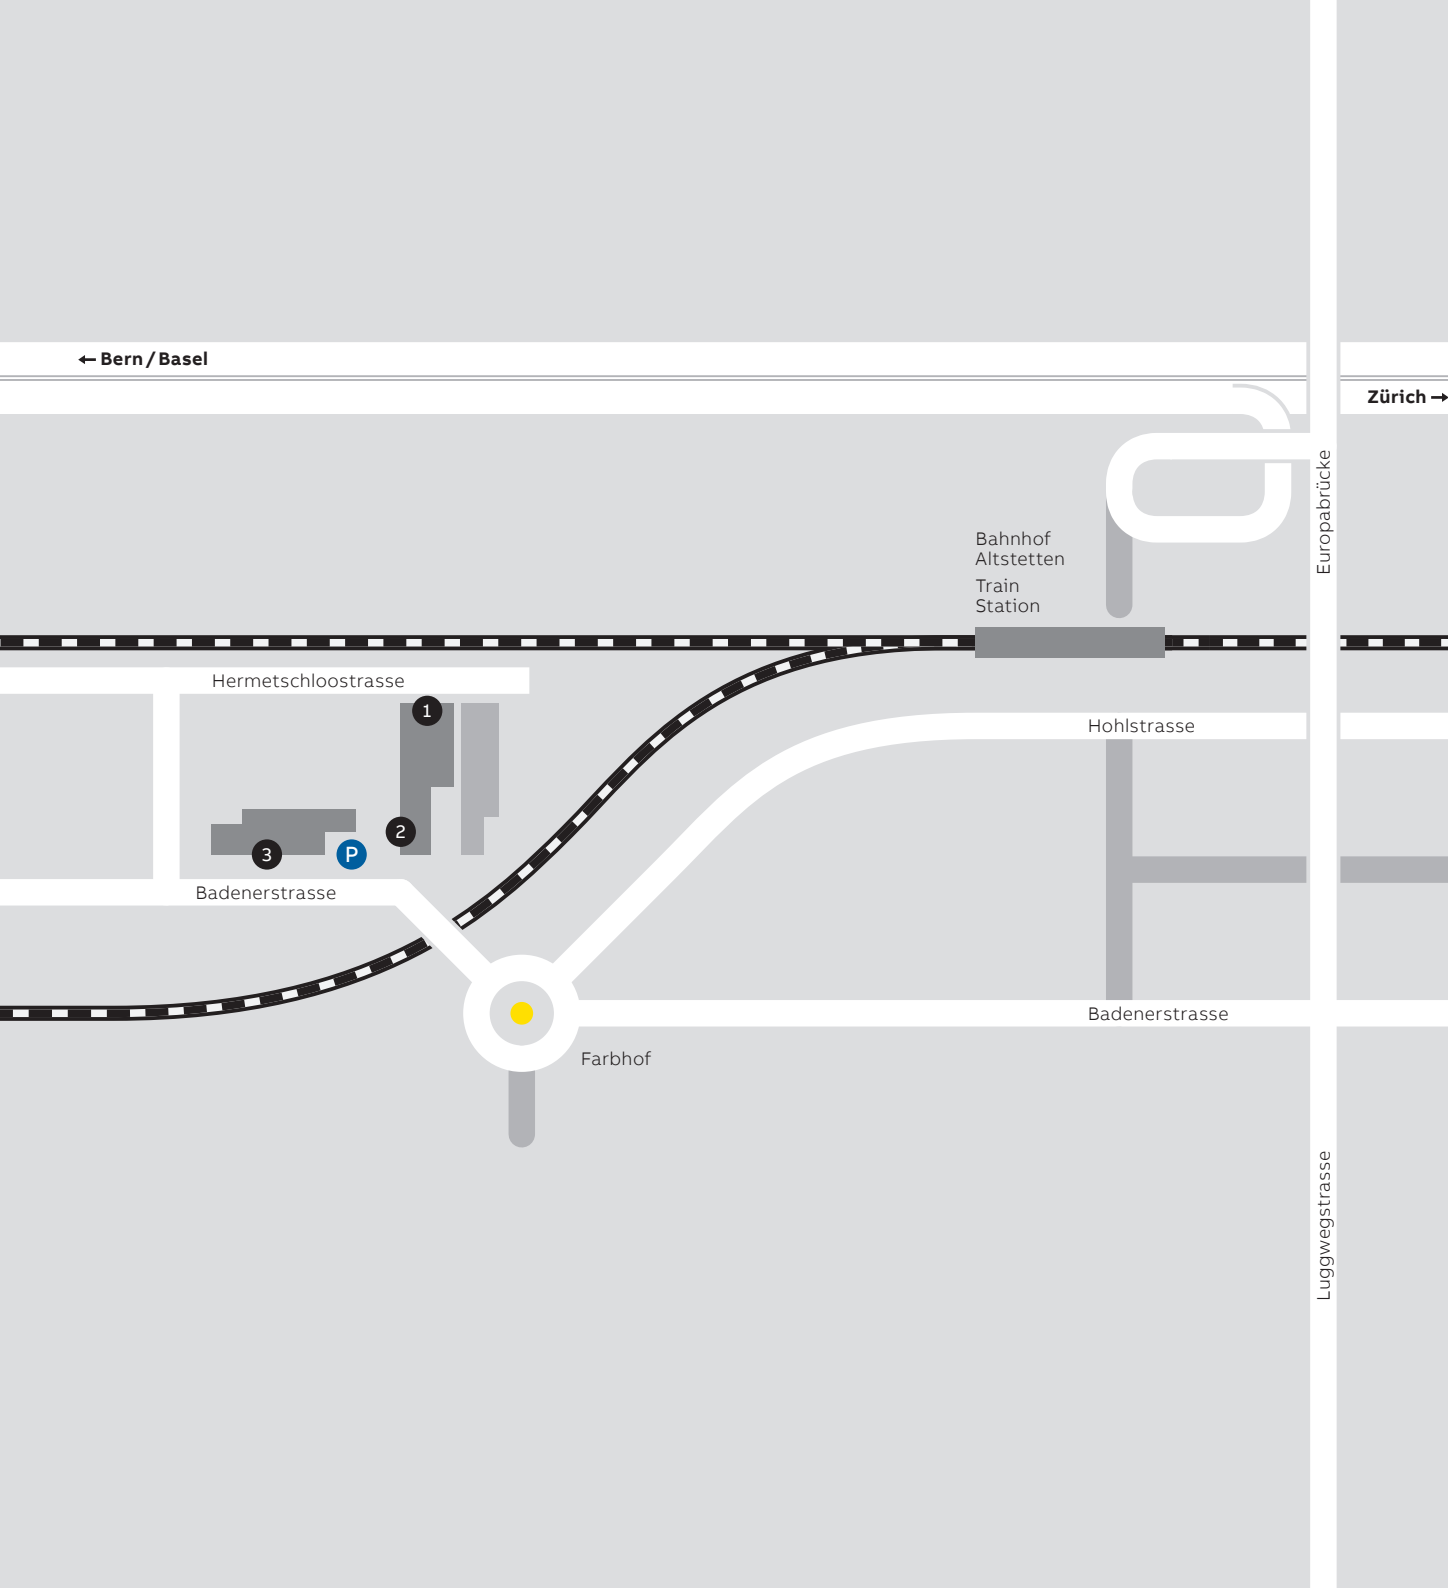 ← Bern / Basel
Zürich →
Europabrücke
Bahnhof
Altstetten
Train
Station
Hermetschloostrasse
1
Hohlstrasse
2
3
P
Badenerstrasse
Badenerstrasse
Farbhof
Luggwegstrasse